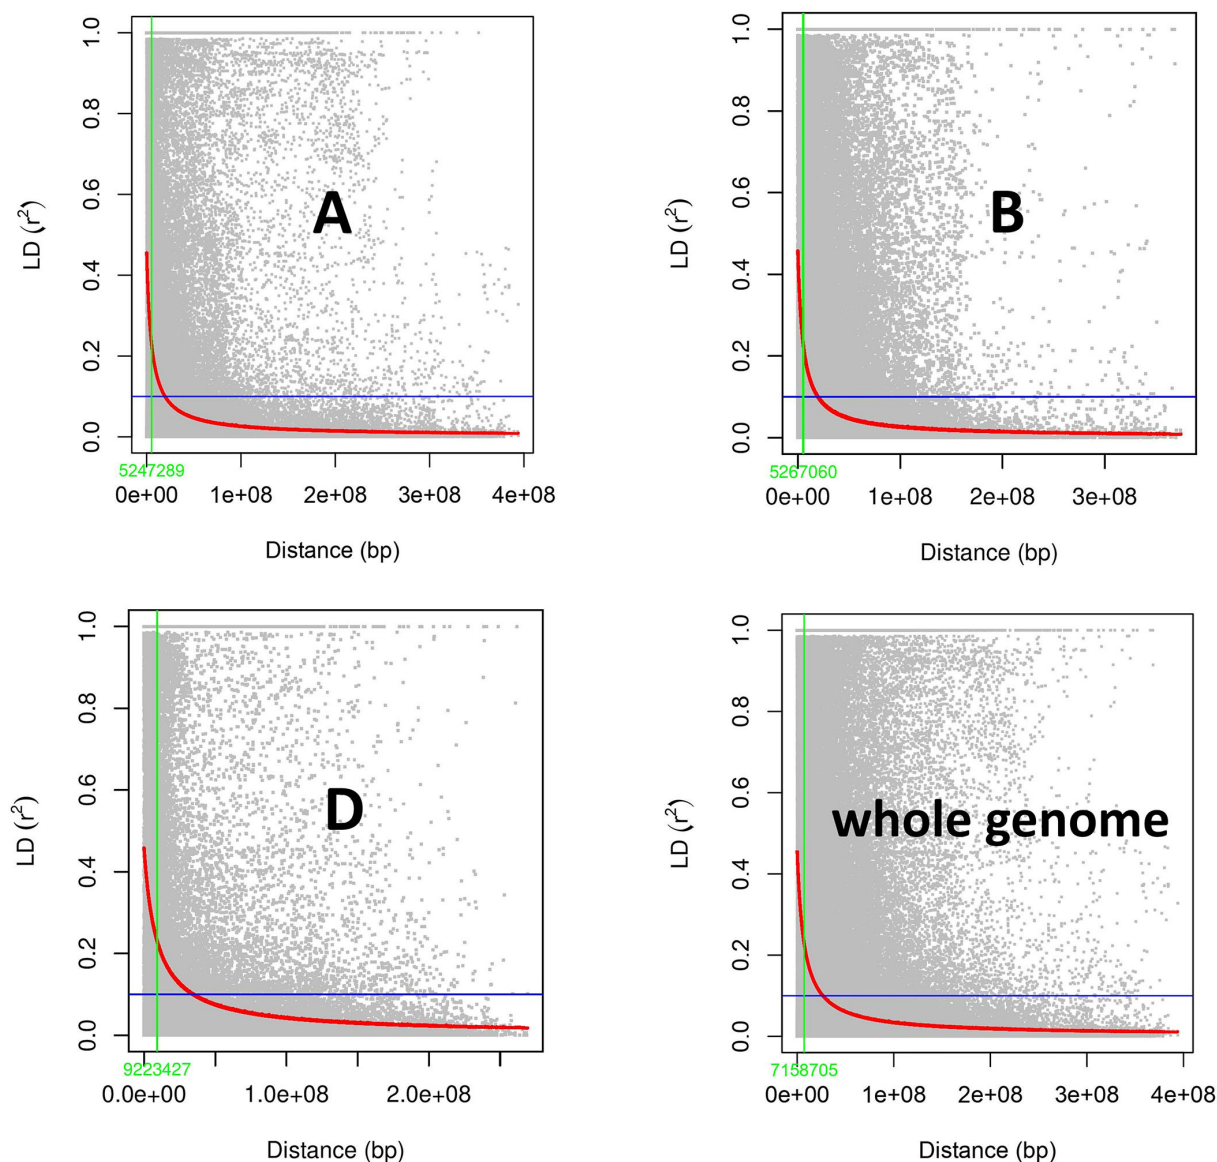 1.0
0.8
0.6
0.4
0.2
0.0
LD (r²)
A
5247289
0e+00 1e+08 2e+08 3e+08 4e+08
Distance (bp)
1.0
0.8
0.6
0.4
0.2
0.0
LD (r²)
B
5267060
0e+00 1e+08 2e+08 3e+08
Distance (bp)
1.0
0.8
0.6
0.4
0.2
0.0
LD (r²)
D
9223427
0.0e+00 1.0e+08 2.0e+08
Distance (bp)
1.0
0.8
0.6
0.4
0.2
0.0
LD (r²)
whole genome
7158705
0e+00 1e+08 2e+08 3e+08 4e+08
Distance (bp)